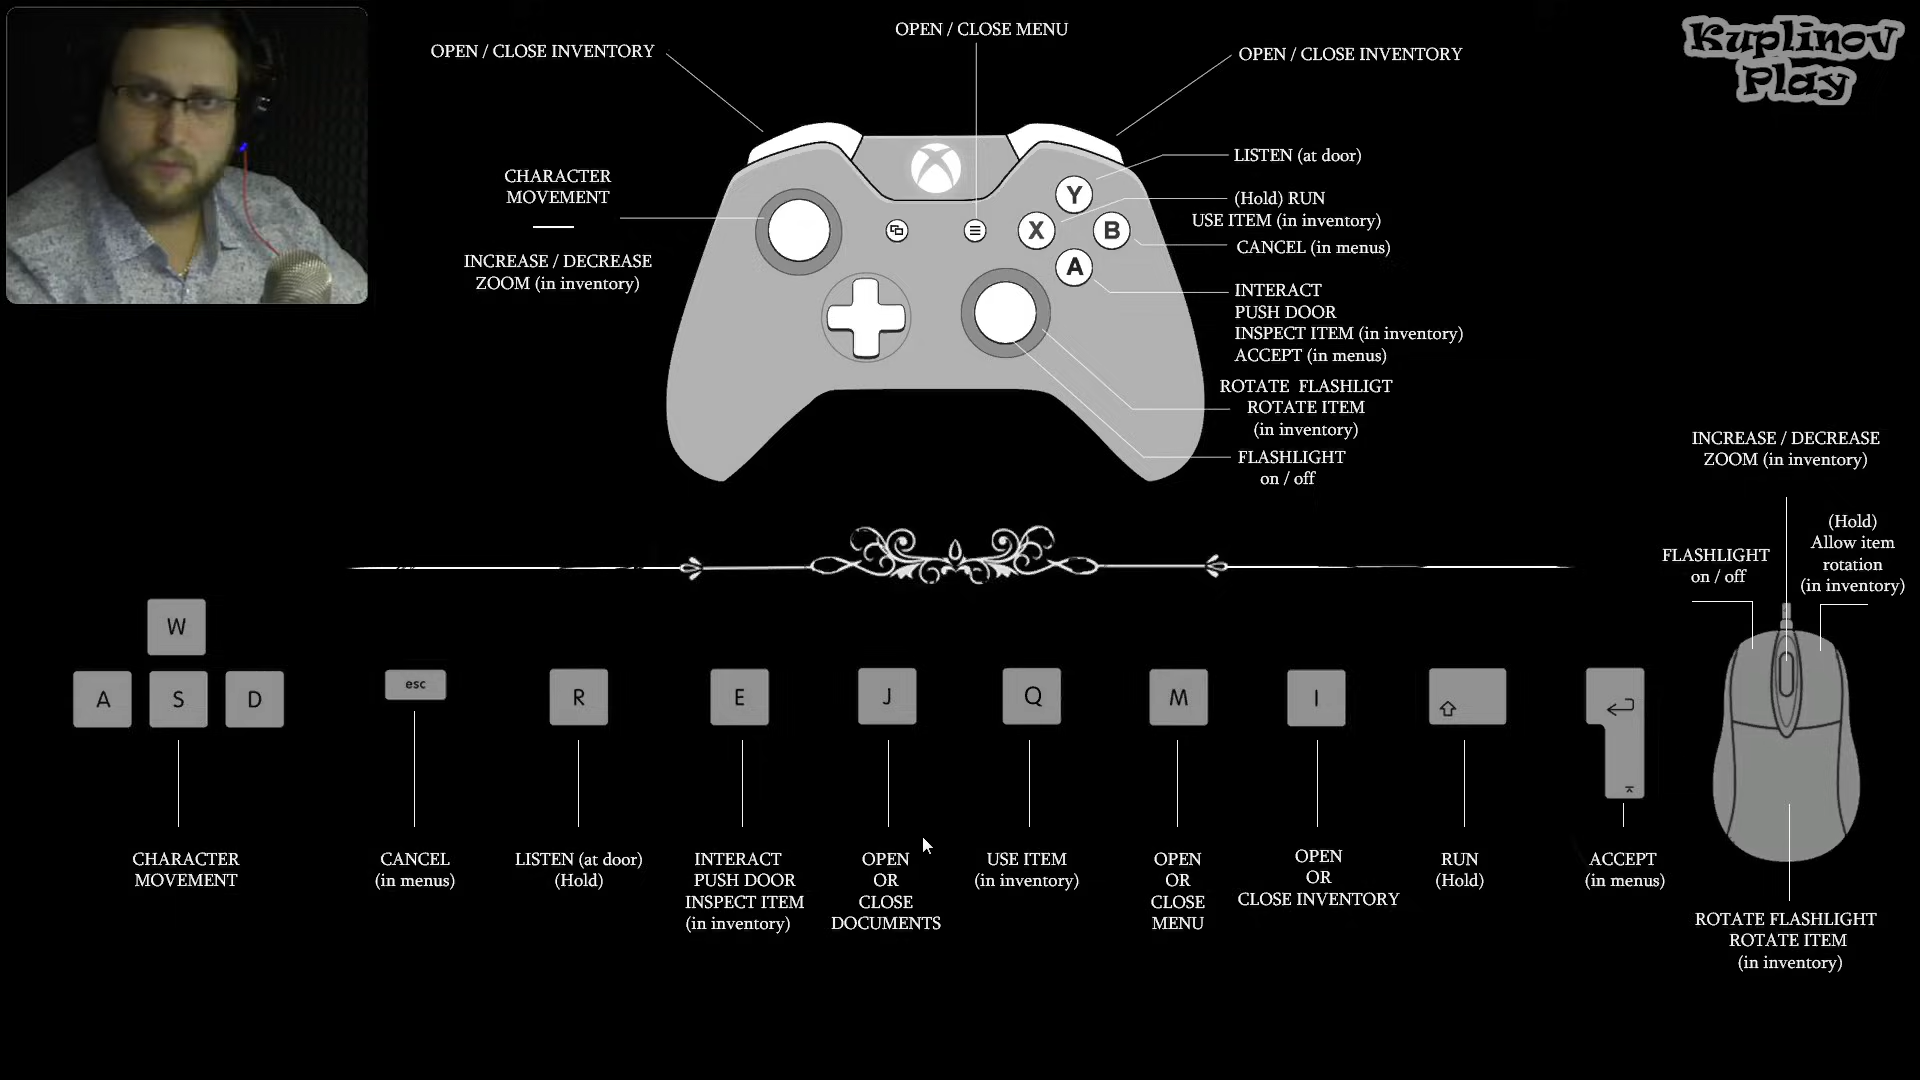 OPEN / CLOSE MENU
OPEN / CLOSE INVENTORY
OPEN / CLOSE INVENTORY
Kuplinov
Play
CHARACTER
MOVEMENT
INCREASE / DECREASE
ZOOM (in inventory)
Y
X
B
A
LISTEN (at door)
(Hold) RUN
USE ITEM (in inventory)
CANCEL (in menus)
INTERACT
PUSH DOOR
INSPECT ITEM (in inventory)
ACCEPT (in menus)
ROTATE FLASHLIGT
ROTATE ITEM
(in inventory)
FLASHLIGHT
on / off
INCREASE / DECREASE
ZOOM (in inventory)
FLASHLIGHT
on / off
(Hold)
Allow item
rotation
(in inventory)
W
A S D
esc
R
E
J
Q
M
I
CHARACTER
MOVEMENT
CANCEL
(in menus)
LISTEN (at door)
(Hold)
INTERACT
PUSH DOOR
INSPECT ITEM
(in inventory)
OPEN
OR
CLOSE
DOCUMENTS
USE ITEM
(in inventory)
OPEN
OR
CLOSE
MENU
OPEN
OR
CLOSE INVENTORY
RUN
(Hold)
ACCEPT
(in menus)
ROTATE FLASHLIGHT
ROTATE ITEM
(in inventory)